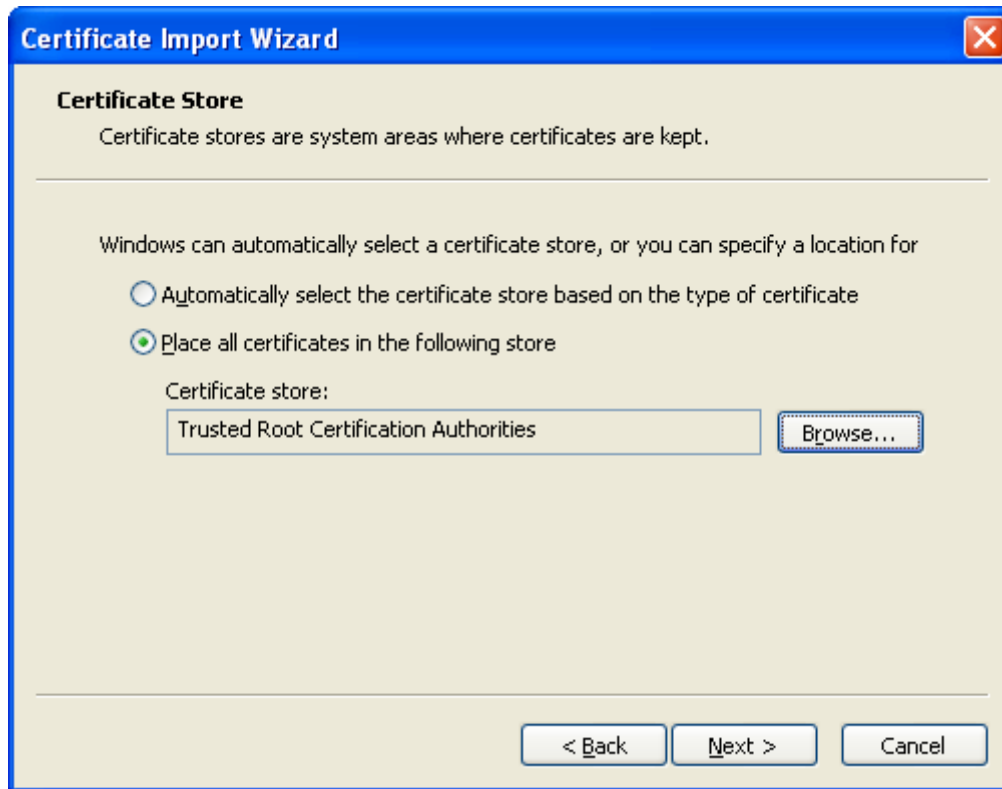 Certificate Import Wizard
Certificate Store
Certificate stores are system areas where certificates are kept.
Windows can automatically select a certificate store, or you can specify a location for
Automatically select the certificate store based on the type of certificate
Place all certificates in the following store
Certificate store:
Trusted Root Certification Authorities
Browse...
< Back
Next >
Cancel